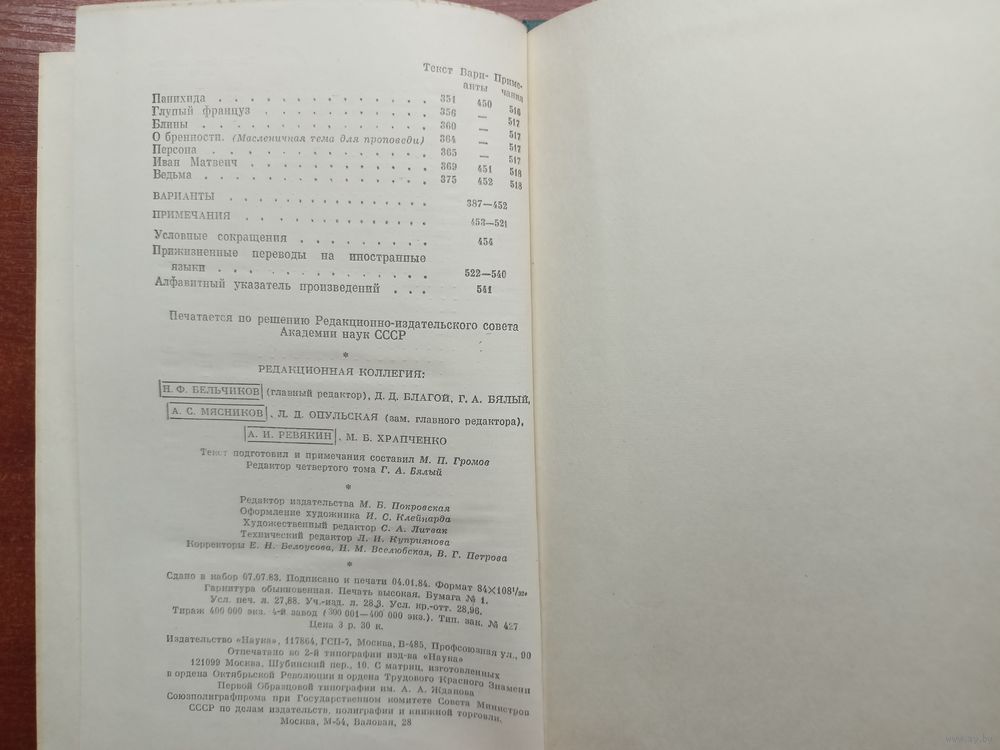 Текст Вари- Приме-
анты чания
Панихида . . . . . . . . . . . . . 351 450 516
Глупый француз . . . . . . . . . . 356 — 517
Блины . . . . . . . . . . . . . 360 — 517
О бренности. (Масленичная тема для проповеди) 364 — 517
Персона . . . . . . . . . . . . . 365 — 517
Иван Матвеич . . . . . . . . . . . 369 451 518
Ведьма . . . . . . . . . . . . . 375 452 518
ВАРИАНТЫ . . . . . . . . . . . . 387—452
ПРИМЕЧАНИЯ . . . . . . . . . . . 453—521
Условные сокращения . . . . . . . . 454
Прижизненные переводы на иностранные
языки . . . . . . . . . . . . 522—540
Алфавитный указатель произведений . . . 541
Печатается по решению Редакционно-издательского совета
Академии наук СССР
*
РЕДАКЦИОННАЯ КОЛЛЕГИЯ:
Н. Ф. БЕЛЬЧИКОВ (главный редактор), Д. Д. БЛАГОЙ, Г. А. БЯЛЫЙ,
А. С. МЯСНИКОВ, Л. Д. ОПУЛЬСКАЯ (зам. главного редактора),
А. И. РЕВЯКИН, М. Б. ХРАПЧЕНКО
Текст подготовил и примечания составил М. П. Громов
Редактор четвертого тома Г. А. Бялый
*
Редактор издательства М. Б. Покровская
Оформление художника И. С. Клейнарда
Художественный редактор С. А. Литвак
Технический редактор Л. И. Куприянова
Корректоры Е. Н. Белоусова, Н. М. Вселюбская, В. Г. Петрова
*
Сдано в набор 07.07.83. Подписано к печати 04.01.84. Формат 84×108¹/₃₂.
Гарнитура обыкновенная. Печать высокая. Бумага № 1.
Усл. печ. л. 27,88. Уч.-изд. л. 28,3. Усл. кр.-отт. 28,96.
Тираж 400 000 экз. 4-й завод (300 001—400 000 экз.). Тип. зак. № 427
Цена 3 р. 30 к.
Издательство «Наука», 117864, ГСП-7, Москва, В-485, Профсоюзная ул., 90
Отпечатано во 2-й типографии изд-ва «Наука»
121099 Москва, Шубинский пер., 10. С матриц, изготовленных
в ордена Октябрьской Революции и ордена Трудового Красного Знамени
Первой Образцовой типографии им. А. А. Жданова
Союзполиграфпрома при Государственном комитете Совета Министров
СССР по делам издательств, полиграфии и книжной торговли,
Москва, М-54, Валовая, 28
ay.by